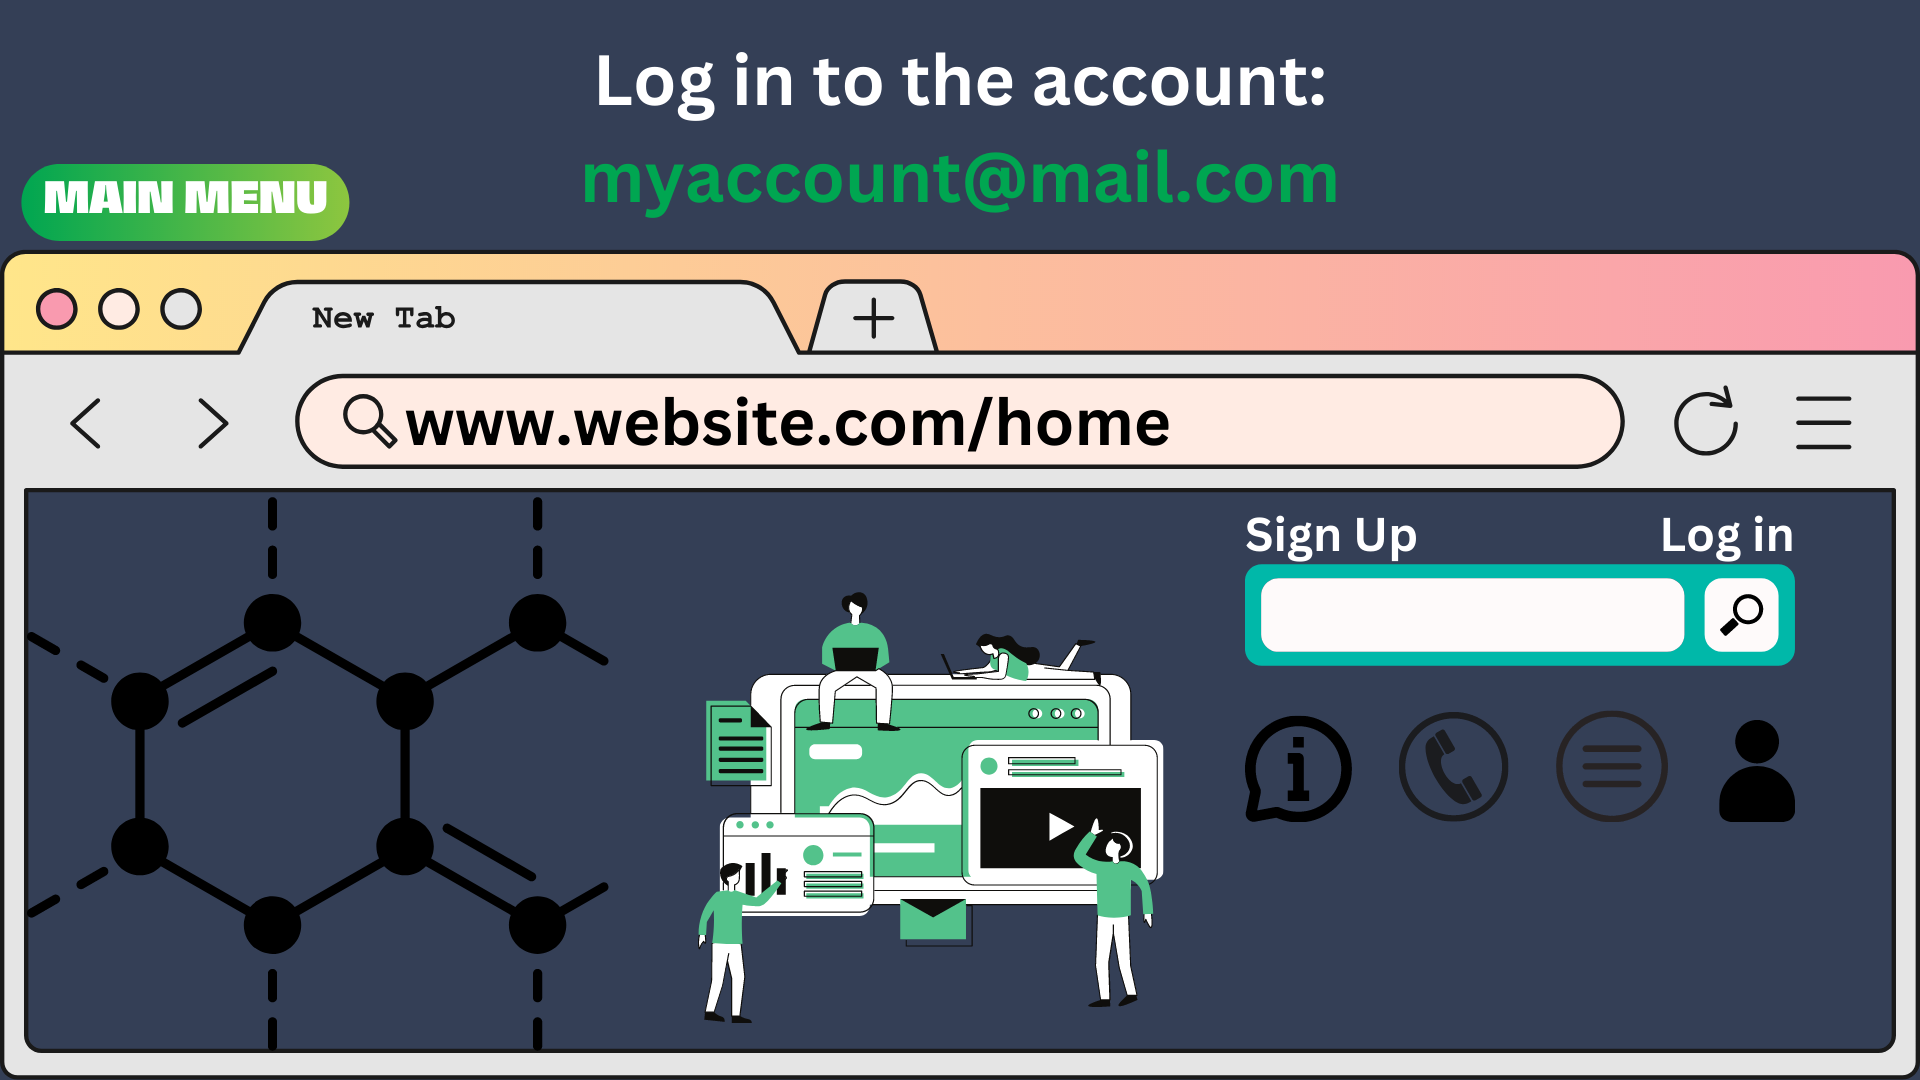 Log in to the account:
myaccount@mail.com
MAIN MENU
New Tab
www.website.com/home
Sign Up
Log in